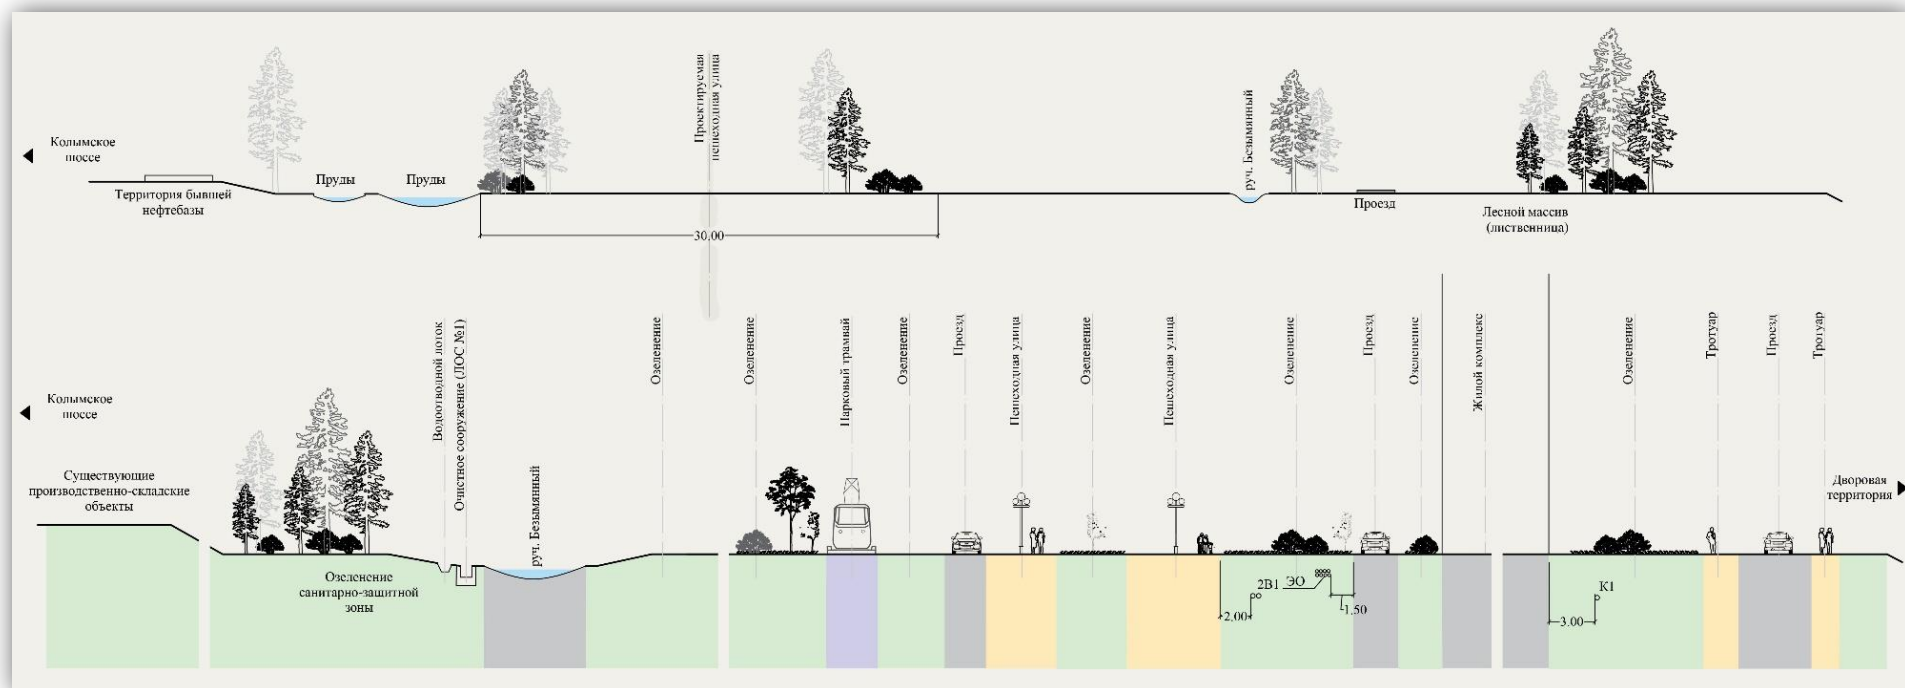 Колымское
шоссе
Территория бывшей
нефтебазы
Пруды
Пруды
Проектируемая
пешеходная улица
30,00
руч. Безымянный
Проезд
Лесной массив
(лиственница)
Колымское
шоссе
Существующие
производственно-складские
объекты
Озеленение
санитарно-защитной
зоны
Водоотводной лоток
Очистное сооружение (ЛОС №1)
руч. Безымянный
Озеленение
Озеленение
Парковый трамвай
Озеленение
Проезд
Пешеходная улица
Озеленение
Пешеходная улица
Озеленение
Проезд
Озеленение
Жилой комплекс
Озеленение
Тротуар
Проезд
Тротуар
Дворовая
территория
2,00
2В1
ЭО
1,50
3,00
К1